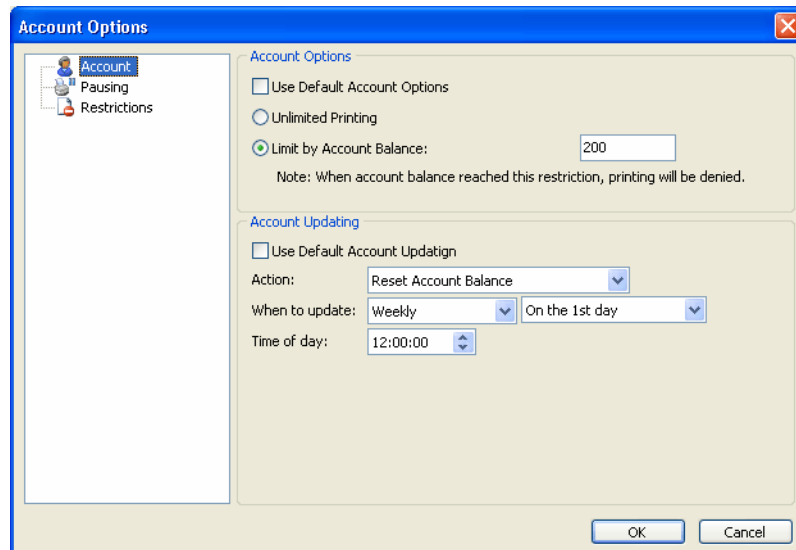 Account Options
Account
Pausing
Restrictions
Account Options
Use Default Account Options
Unlimited Printing
Limit by Account Balance: 200
Note: When account balance reached this restriction, printing will be denied.
Account Updating
Use Default Account Updatign
Action: Reset Account Balance
When to update: Weekly On the 1st day
Time of day: 12:00:00
OK Cancel